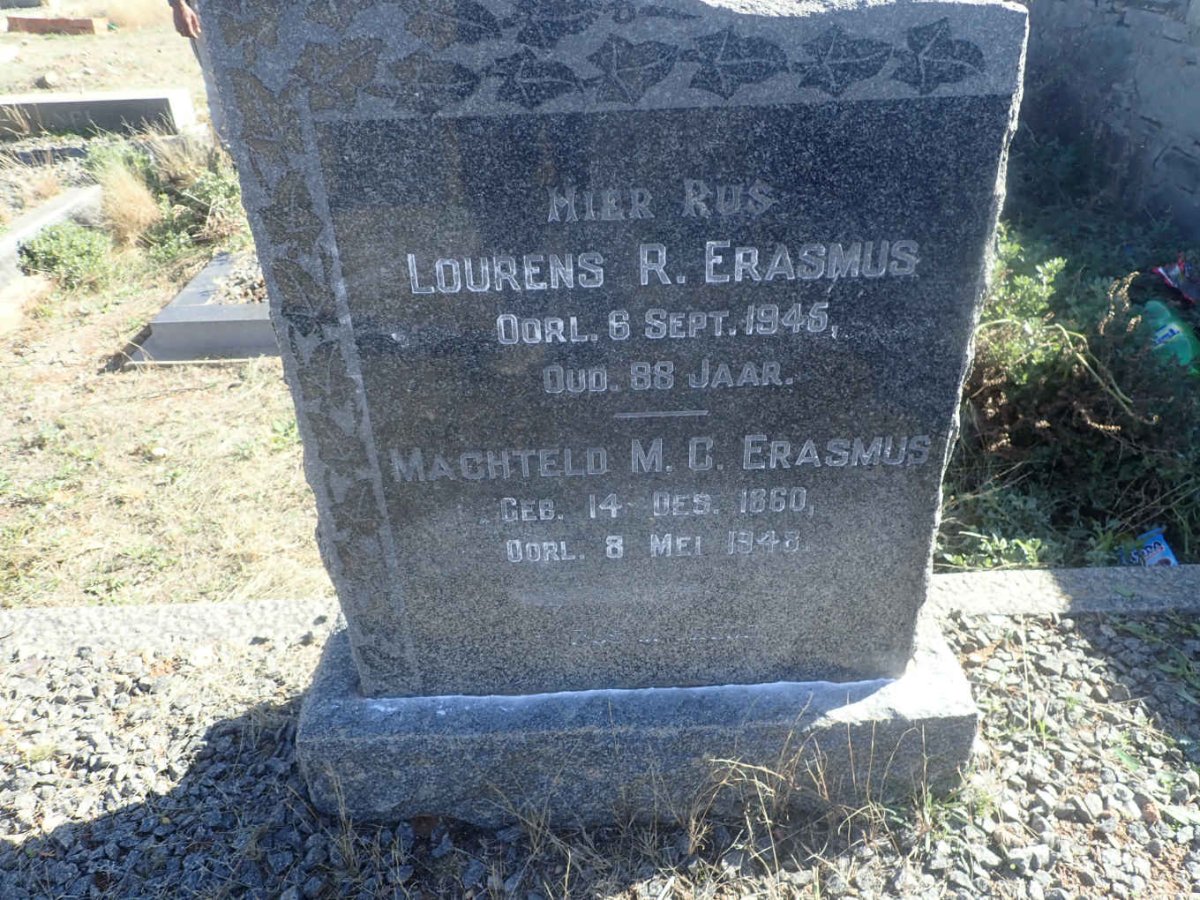 HIER RUS
LOURENS R. ERASMUS
OORL. 6 SEPT. 1945,
OUD. 88 JAAR.
MACHTELD M. C. ERASMUS
GEB. 14 DES. 1860,
OORL. 8 MEI 1948